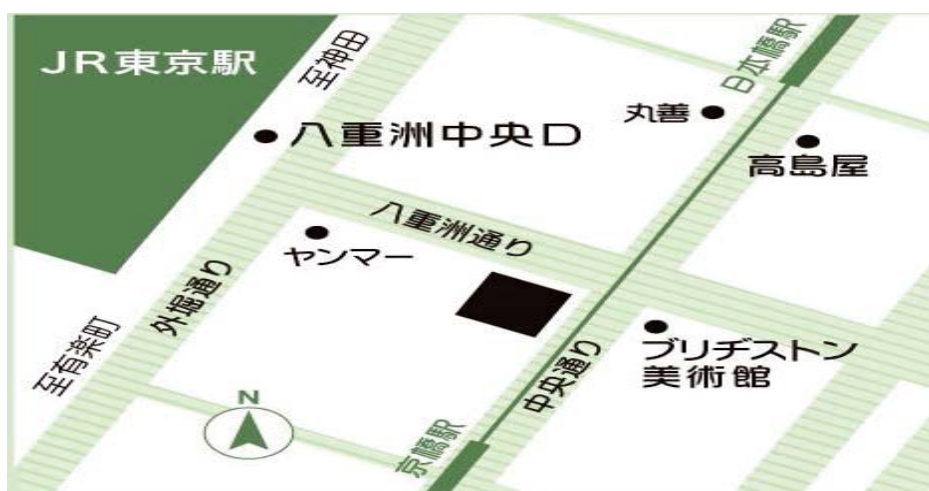 JR東京駅
至神田
八重洲中央口
丸善
日本橋駅
高島屋
八重洲通り
ヤンマー
外堀通り
至有楽町
中央通り
ブリヂストン
美術館
N
京橋駅